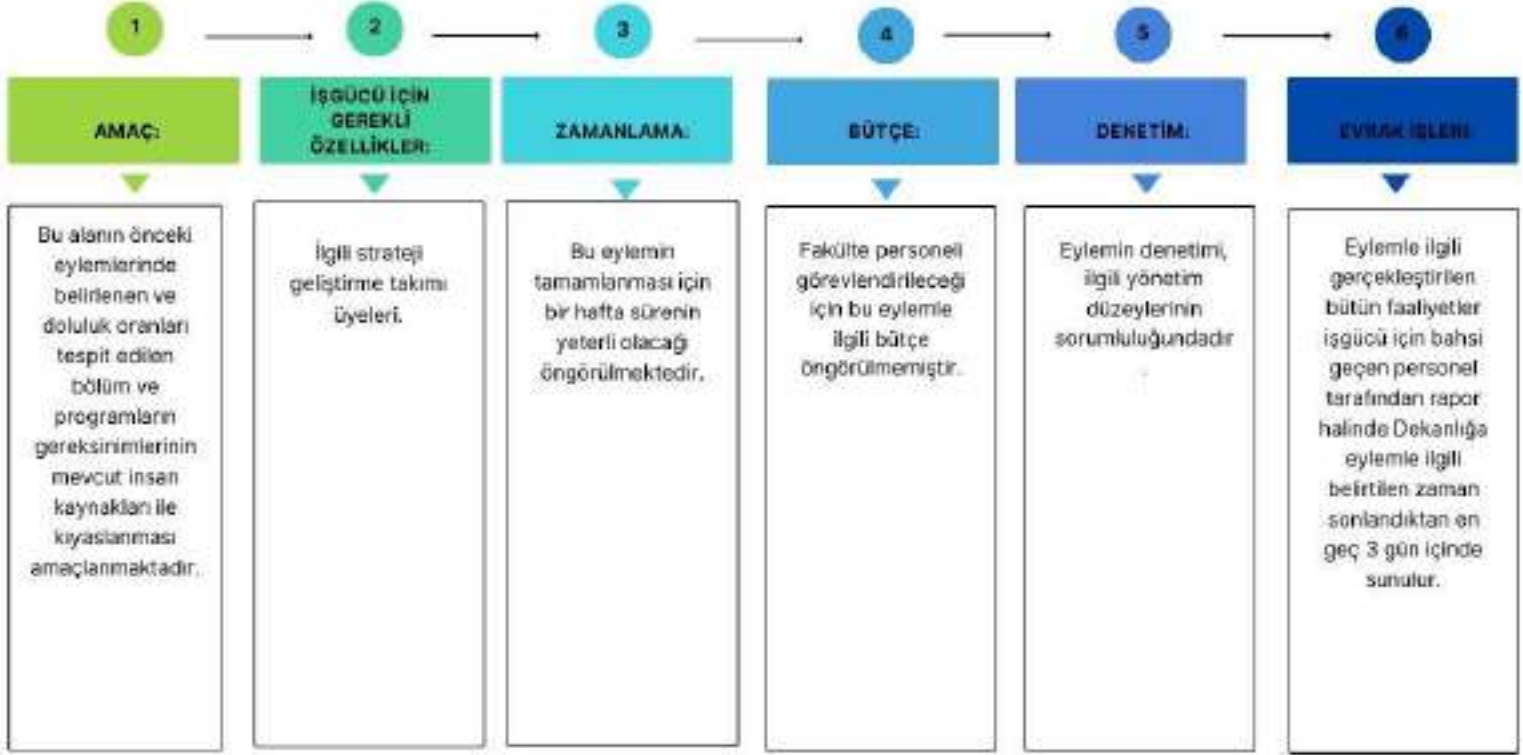 1
AMAÇ:
Bu alanın önceki
eylemlerinde
belirlenen ve
doluluk oranları
tespit edilen
bölüm ve
programların
gereksinimlerinin
mevcut insan
kaynakları ile
kıyaslanması
amaçlanmaktadır.
2
İŞGÜCÜ İÇİN
GEREKLİ
ÖZELLİKLER:
İlgili strateji
geliştirme takımı
üyeleri.
3
ZAMANLAMA:
Bu eylemin
tamamlanması için
bir hafta sürenin
yeterli olacağı
öngörülmektedir.
4
BÜTÇE:
Fakülte personeli
görevlendirileceği
için bu eylemle
ilgili bütçe
öngörülmemiştir.
5
DENETİM:
Eylemin denetimi,
ilgili yönetim
düzeylerinin
sorumluluğundadır
.
6
EVRAK İŞLERİ:
Eylemle ilgili
gerçekleştirilen
bütün faaliyetler
işgücü için bahsi
geçen personel
tarafından rapor
halinde Dekanlığa
eylemle ilgili
belirtilen zaman
sonlandıktan en
geç 3 gün içinde
sunulur.